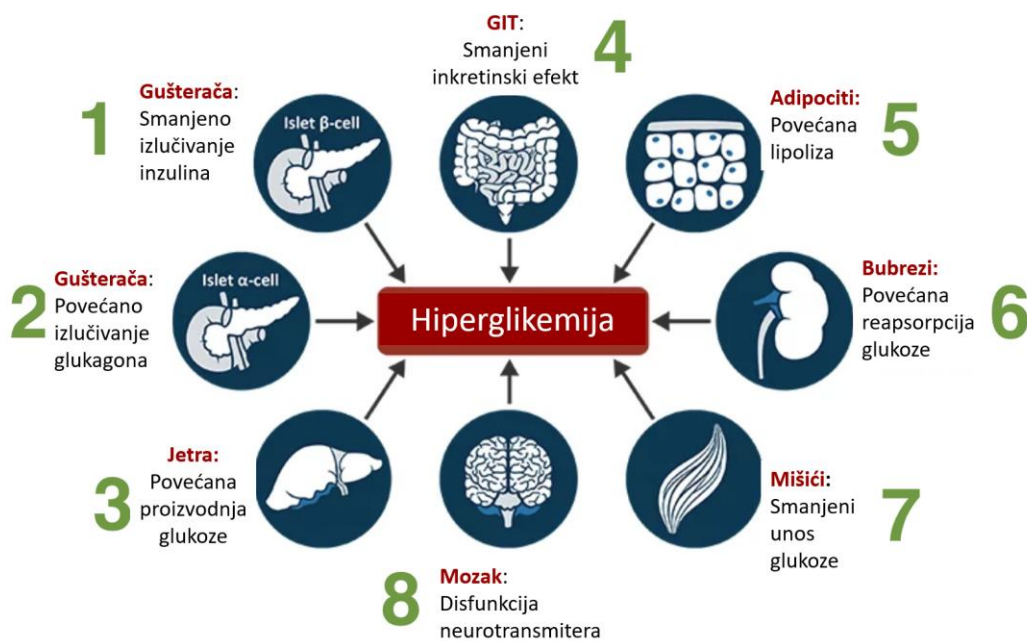 1
Gušterača:
Smanjeno
izlučivanje
inzulina
Islet β-cell
2
Gušterača:
Povećano
izlučivanje
glukagona
Islet α-cell
3
Jetra:
Povećana
proizvodnja
glukoze
4
GIT:
Smanjeni
inkretinski efekt
5
Adipociti:
Povećana
lipoliza
6
Bubrezi:
Povećana
reapsorpcija
glukoze
7
Mišići:
Smanjeni
unos
glukoze
8
Mozak:
Disfunkcija
neurotransmitera
Hiperglikemija